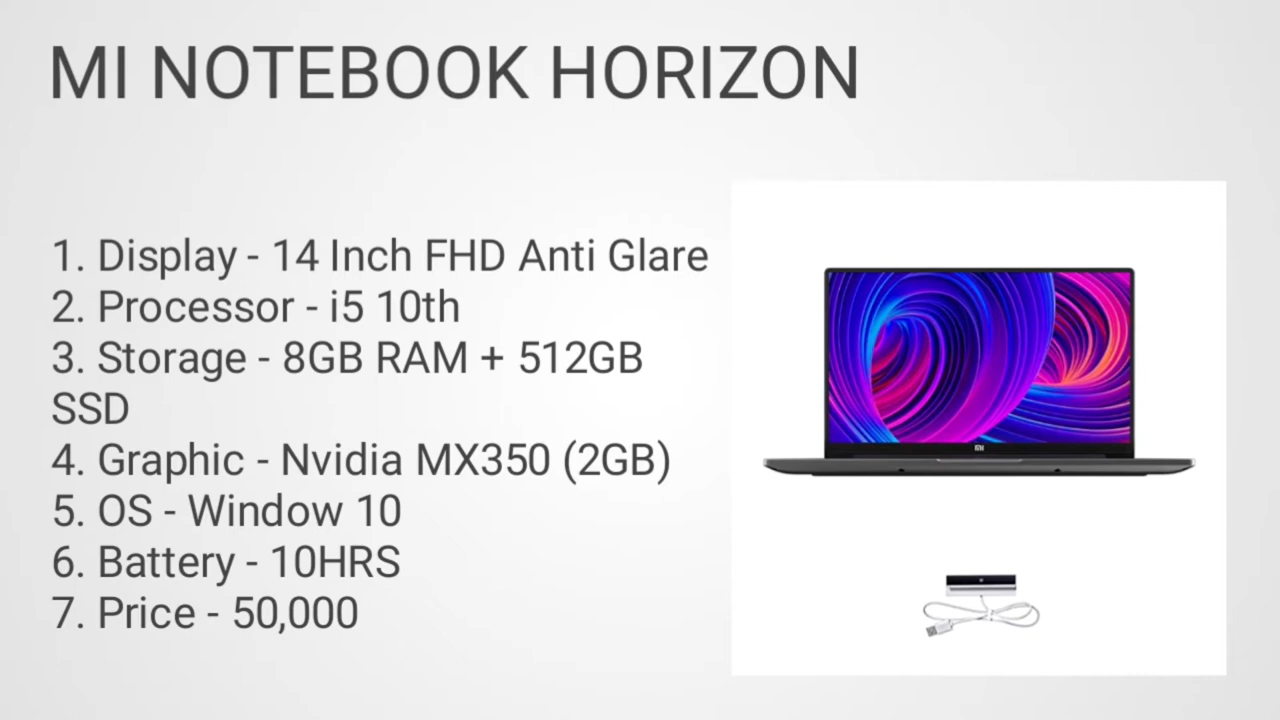 MI NOTEBOOK HORIZON
1. Display - 14 Inch FHD Anti Glare
2. Processor - i5 10th
3. Storage - 8GB RAM + 512GB
SSD
4. Graphic - Nvidia MX350 (2GB)
5. OS - Window 10
6. Battery - 10HRS
7. Price - 50,000
mi